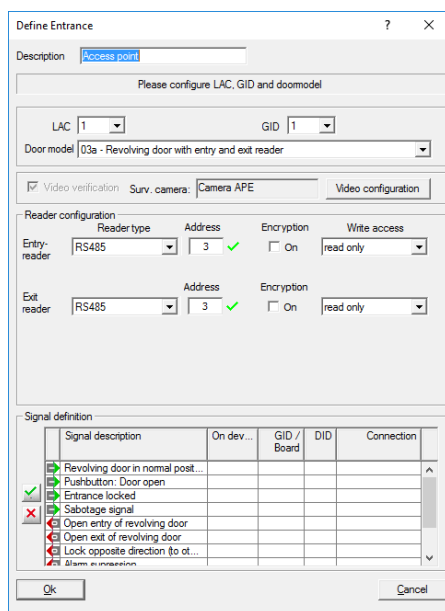 Define Entrance ? ×
Description Access point
Please configure LAC, GID and doormodel
LAC 1 GID 1
Door model 03a - Revolving door with entry and exit reader
Video verification Surv. camera: Camera APE Video configuration
Reader configuration
Reader type Address Encryption Write access
Entry-
reader RS485 3 On read only
Address Encryption
Exit
reader RS485 3 On read only
Signal definition
Signal description On dev... GID /
Board DID Connection
Revolving door in normal posit...
Pushbutton: Door open
Entrance locked
Sabotage signal
Open entry of revolving door
Open exit of revolving door
Lock opposite direction (to ot...
Alarm supression
Ok Cancel